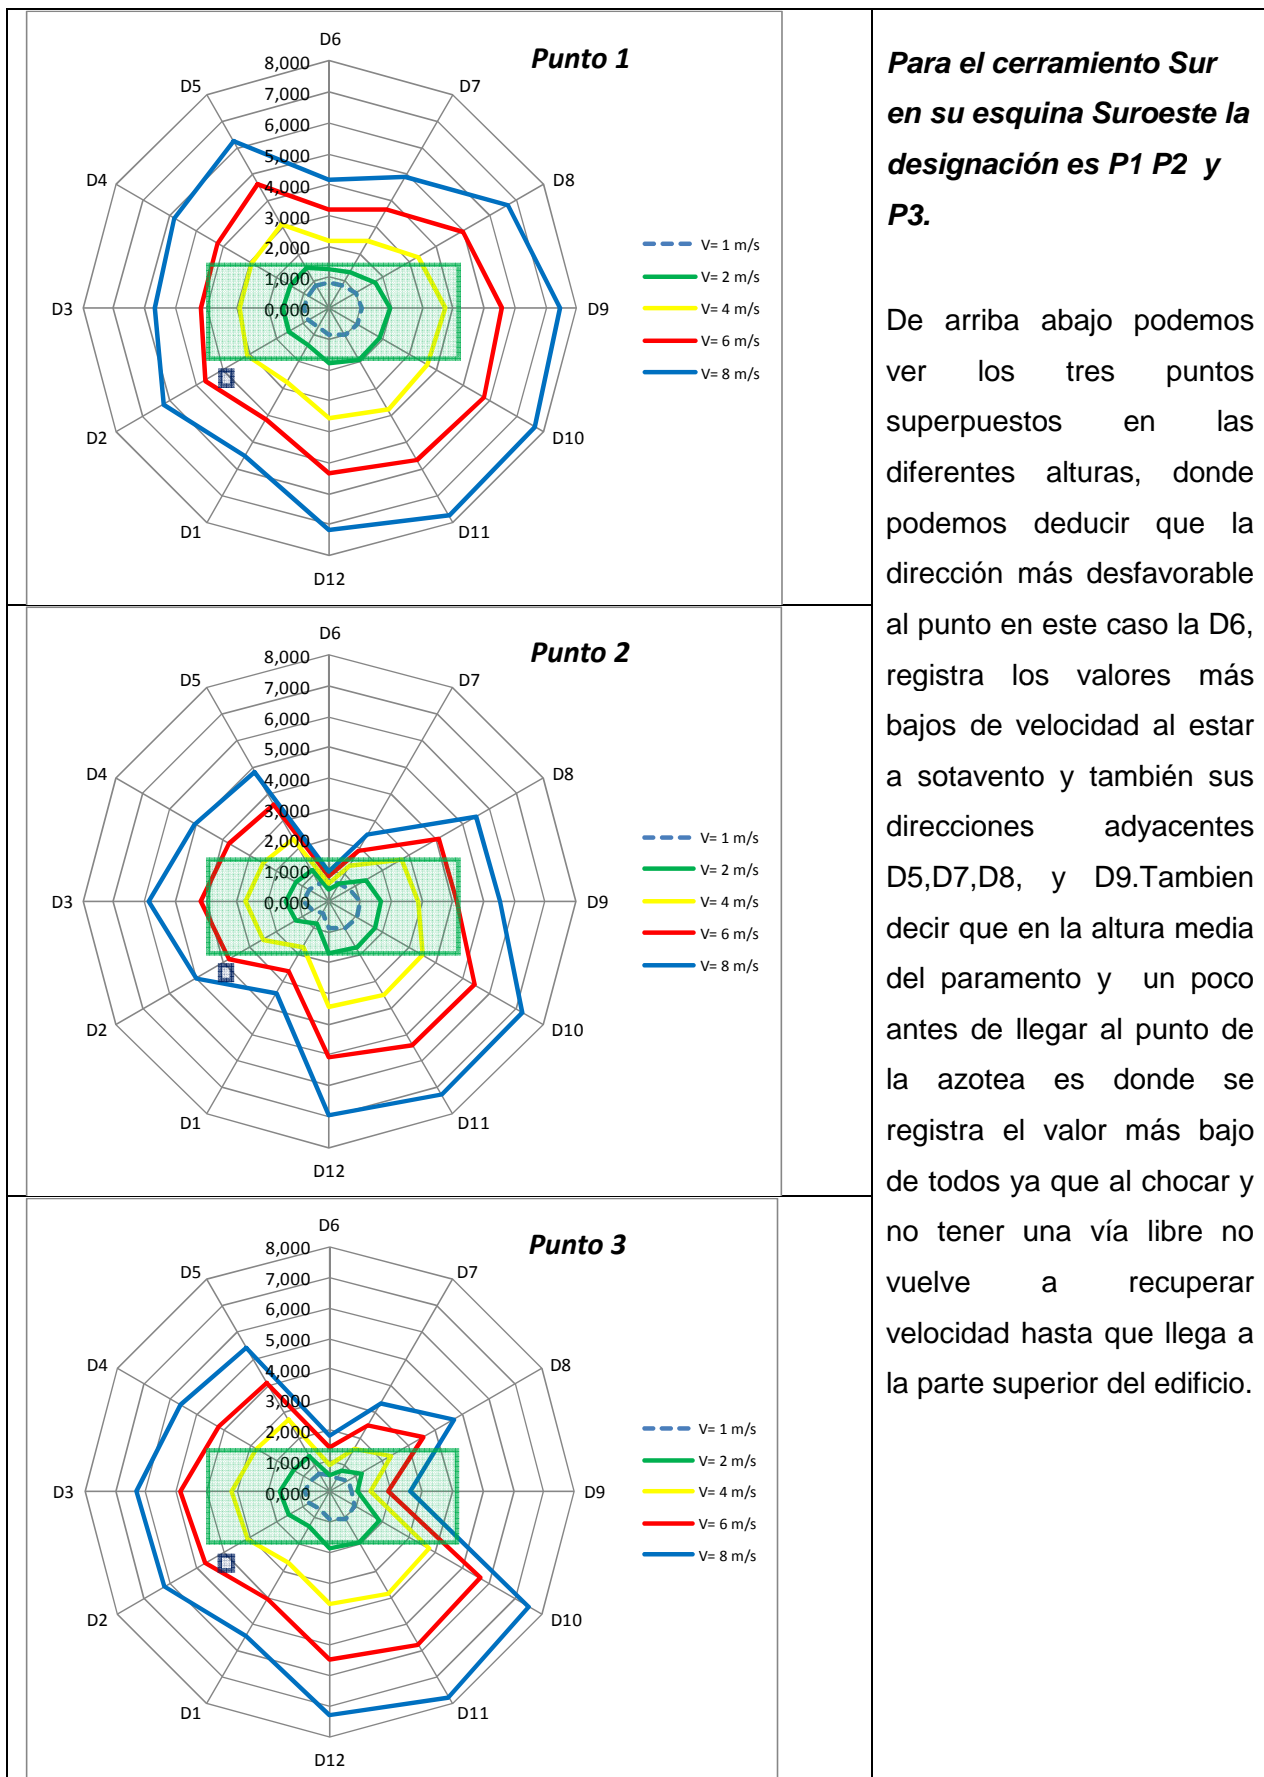 D6
Punto 1
8,000
7,000
6,000
5,000
4,000
3,000
2,000
1,000
0,000
D5
D7
D4
D8
D3
D9
D2
D10
D1
D11
D12
V= 1 m/s
V= 2 m/s
V= 4 m/s
V= 6 m/s
V= 8 m/s
D6
Punto 2
8,000
7,000
6,000
5,000
4,000
3,000
2,000
1,000
0,000
D5
D7
D4
D8
D3
D9
D2
D10
D1
D11
D12
V= 1 m/s
V= 2 m/s
V= 4 m/s
V= 6 m/s
V= 8 m/s
D6
Punto 3
8,000
7,000
6,000
5,000
4,000
3,000
2,000
1,000
0,000
D5
D7
D4
D8
D3
D9
D2
D10
D1
D11
D12
V= 1 m/s
V= 2 m/s
V= 4 m/s
V= 6 m/s
V= 8 m/s
Para el cerramiento Sur
en su esquina Suroeste la
designación es P1 P2 y
P3.
De arriba abajo podemos
ver los tres puntos
superpuestos en las
diferentes alturas, donde
podemos deducir que la
dirección más desfavorable
al punto en este caso la D6,
registra los valores más
bajos de velocidad al estar
a sotavento y también sus
direcciones adyacentes
D5,D7,D8, y D9.Tambien
decir que en la altura media
del paramento y un poco
antes de llegar al punto de
la azotea es donde se
registra el valor más bajo
de todos ya que al chocar y
no tener una vía libre no
vuelve a recuperar
velocidad hasta que llega a
la parte superior del edificio.